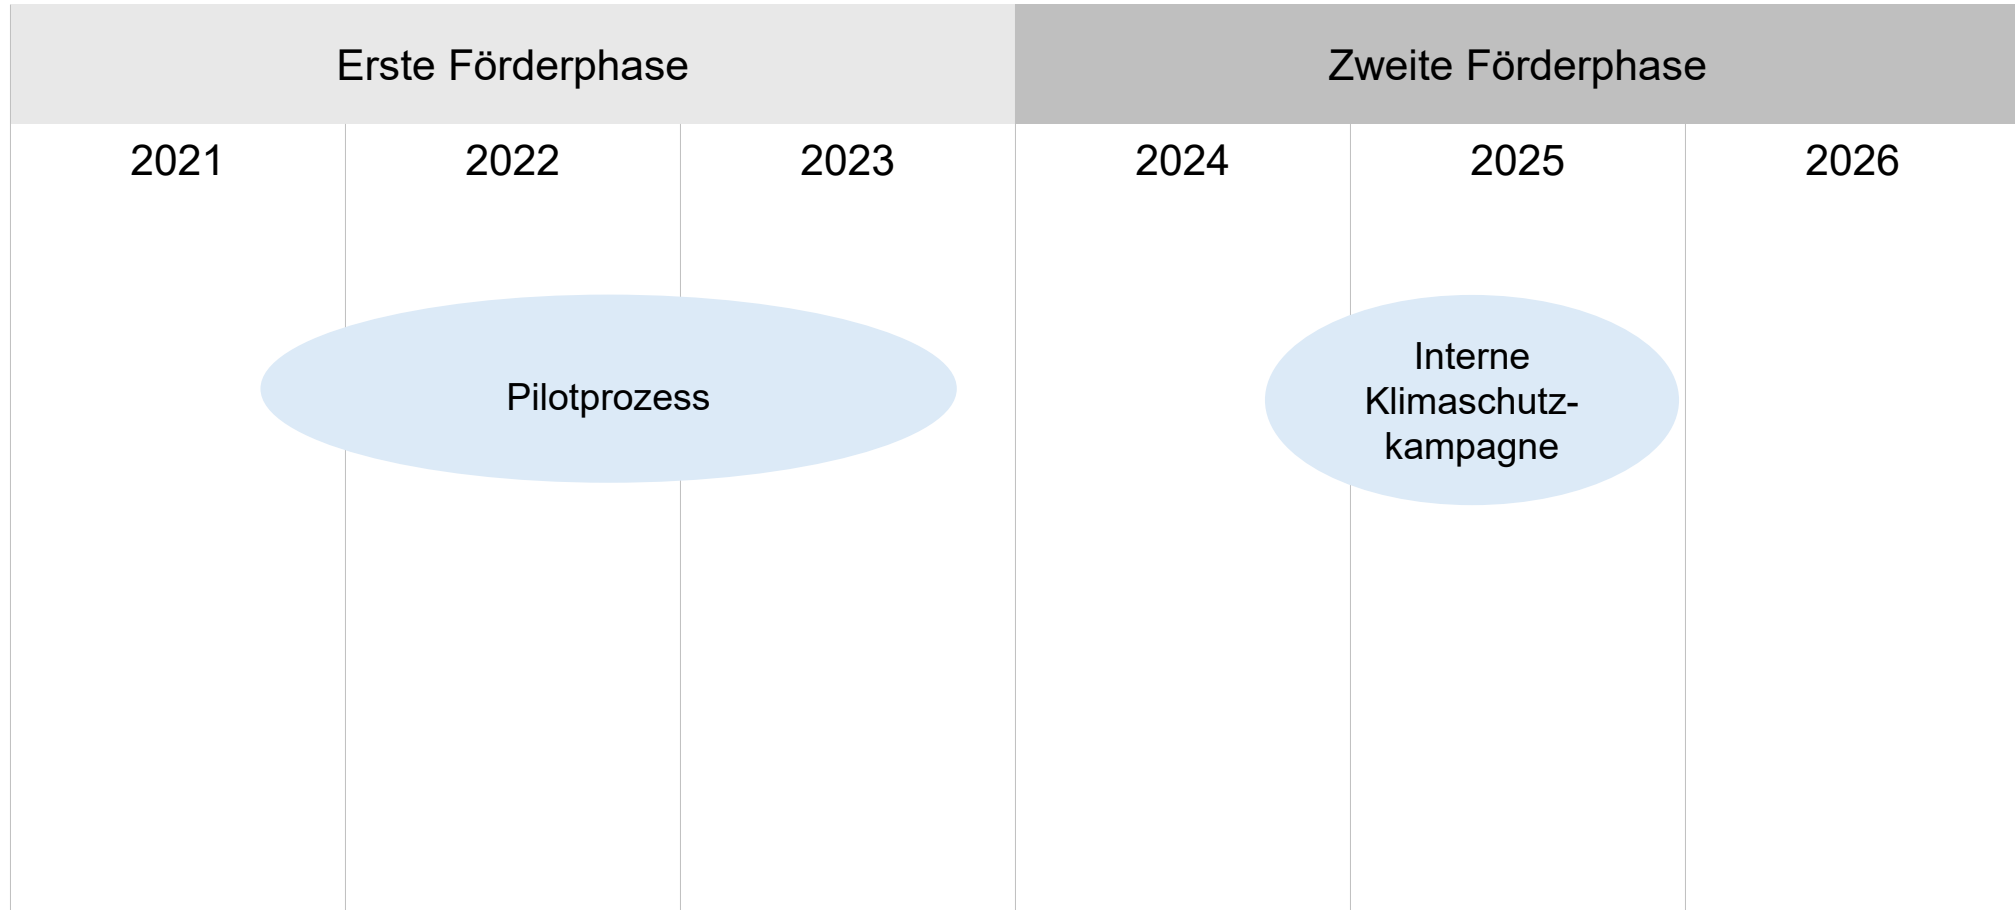 Erste Förderphase
Zweite Förderphase
2021
2022
2023
2024
2025
2026
Pilotprozess
Interne
Klimaschutz-
kampagne